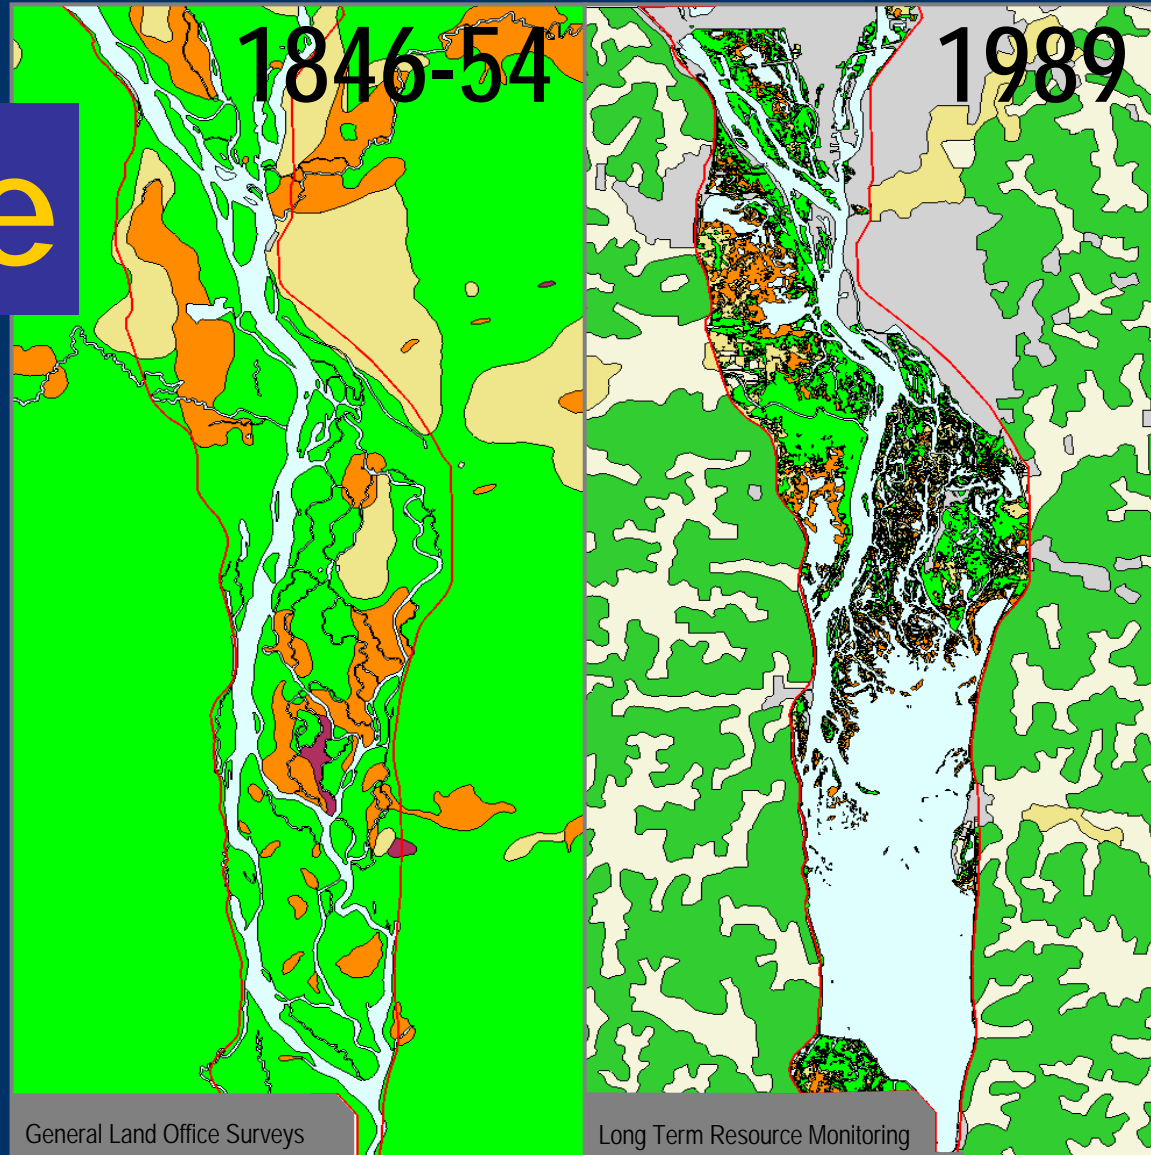 1846-54
1989
e
General Land Office Surveys
Long Term Resource Monitoring